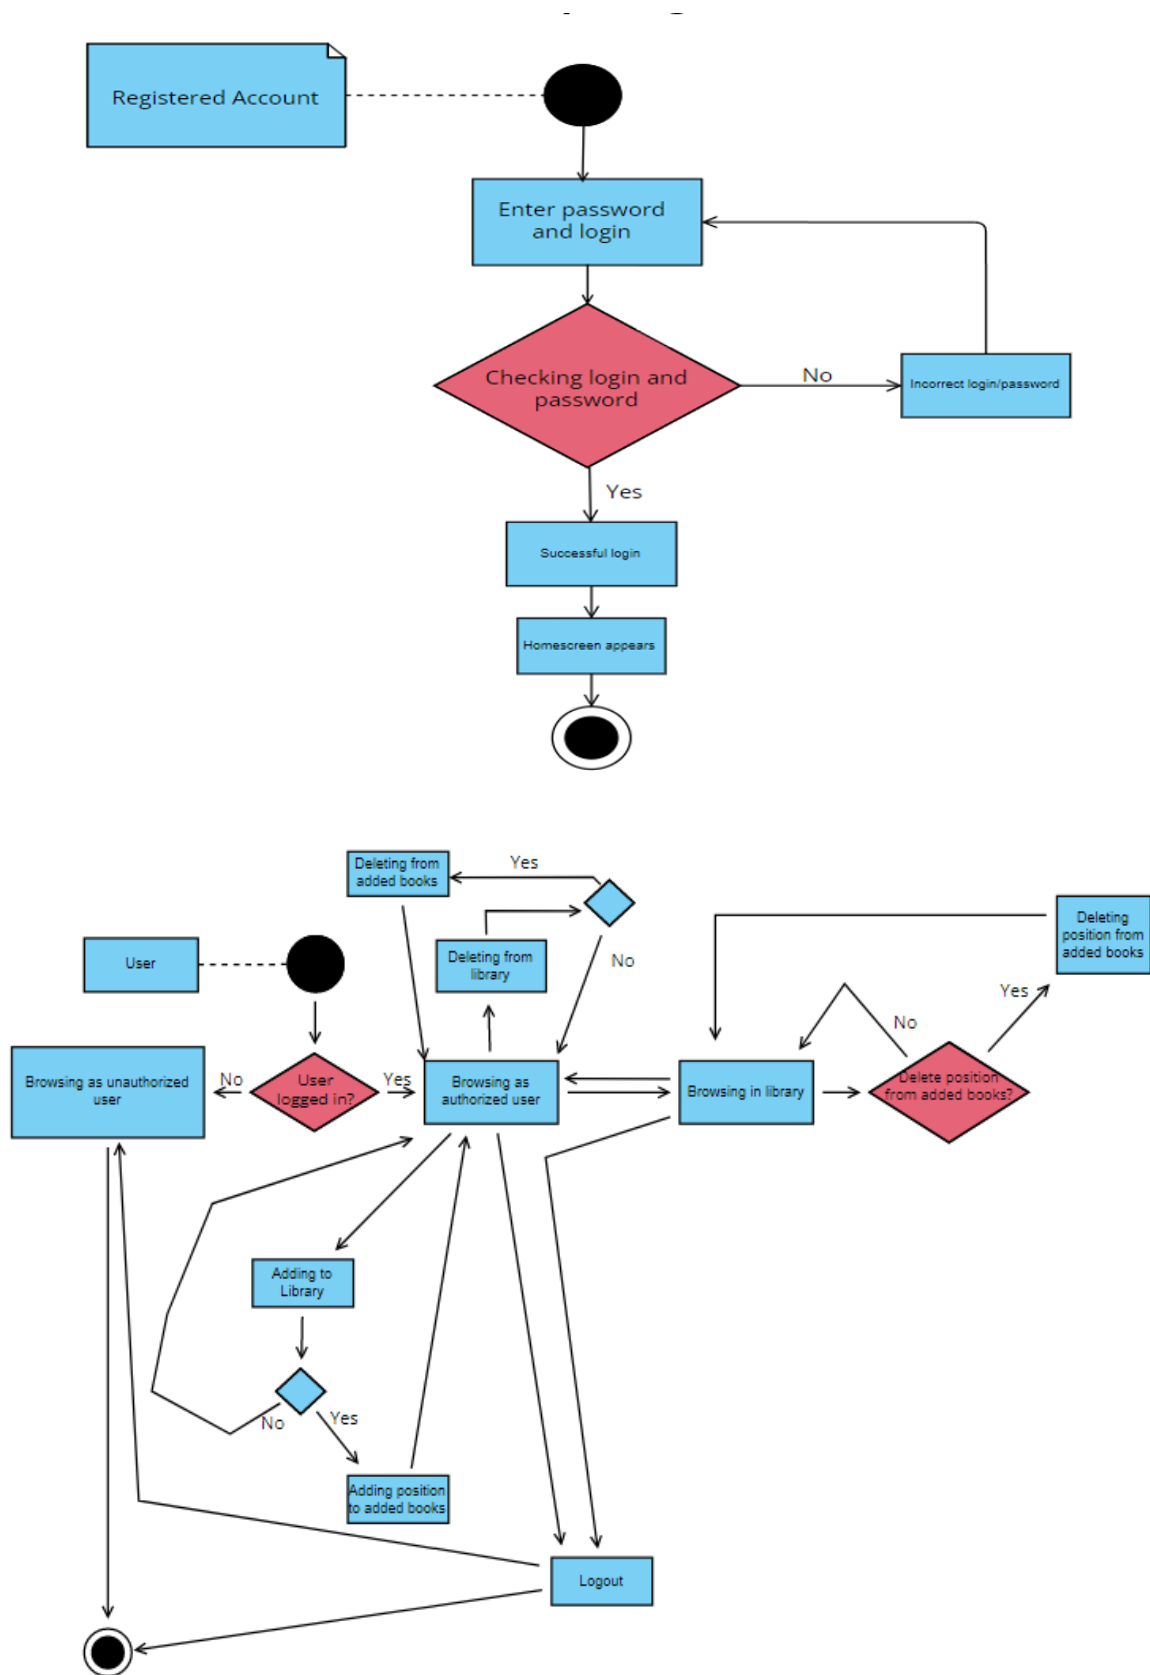 Registered Account
Enter password
and login
Checking login and
password
No
Incorrect login/password
Yes
Successful login
Homescreen appears
Deleting from
added books
Yes
Deleting
position from
added books
User
Deleting from
library
No
Yes
No
Browsing as unauthorized
user
No
User
logged in?
Yes
Browsing as
authorized user
Browsing in library
Delete position
from added books?
Adding to
Library
No
Yes
Adding position
to added books
Logout